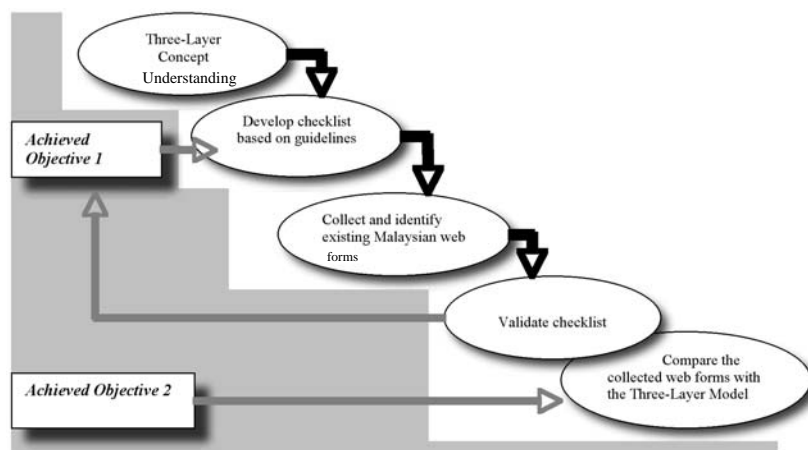 Three-Layer
Concept
Understanding
Develop checklist
based on guidelines
Achieved
Objective 1
Collect and identify
existing Malaysian web
forms
Validate checklist
Compare the
collected web forms with
the Three-Layer Model
Achieved Objective 2